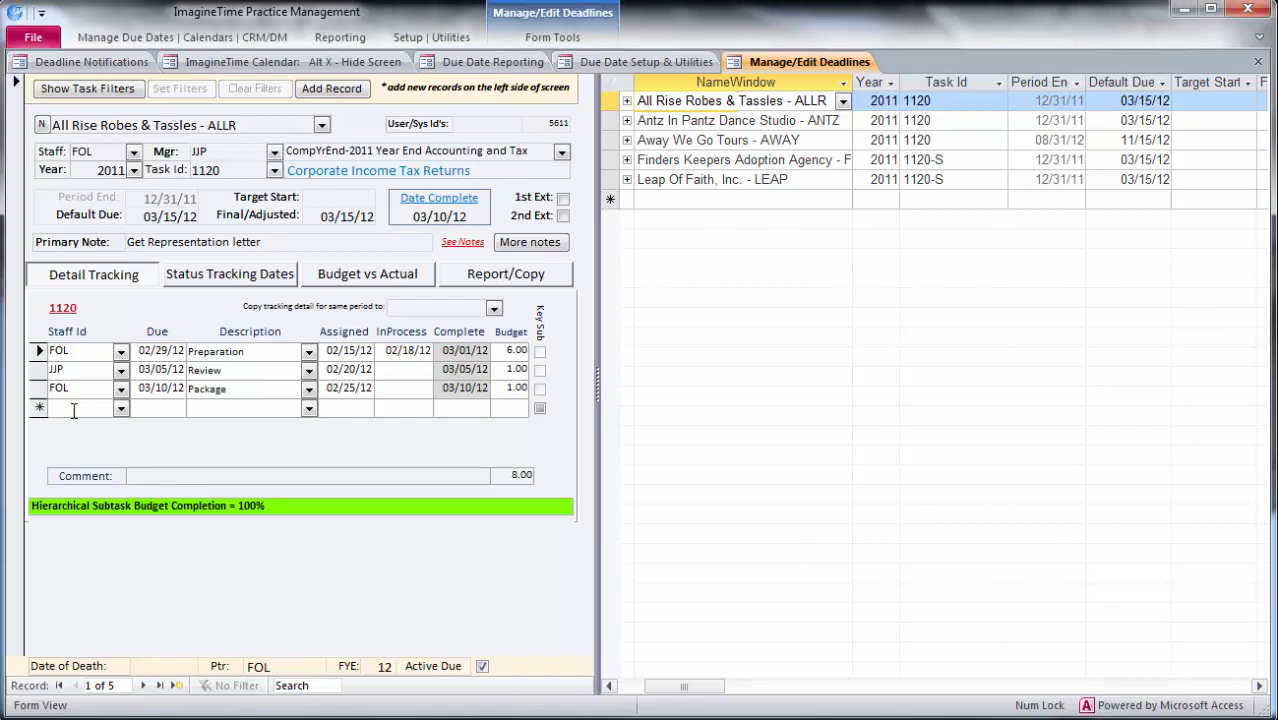 ImagineTime Practice Management
Manage/Edit Deadlines
File Manage Due Dates | Calendars | CRM/DM Reporting Setup | Utilities Form Tools
Deadline Notifications ImagineTime Calendar: Alt X - Hide Screen Due Date Reporting Due Date Setup & Utilities Manage/Edit Deadlines
Show Task Filters Set Filters Clear Filters Add Record *add new records on the left side of screen
N All Rise Robes & Tassles - ALLR User/Sys Id's: 5611
Staff: FOL Mgr: JJP CompYrEnd-2011 Year End Accounting and Tax
Year: 2011 Task Id: 1120 Corporate Income Tax Returns
Period End: 12/31/11 Target Start: Date Complete 1st Ext:
Default Due: 03/15/12 Final/Adjusted: 03/15/12 03/10/12 2nd Ext:
Primary Note: Get Representation letter See Notes More notes
Detail Tracking Status Tracking Dates Budget vs Actual Report/Copy
1120 Copy tracking detail for same period to: Key Sub
Staff Id Due Description Assigned InProcess Complete Budget
FOL 02/29/12 Preparation 02/15/12 02/18/12 03/01/12 6.00
JJP 03/05/12 Review 02/20/12 03/05/12 1.00
FOL 03/10/12 Package 02/25/12 03/10/12 1.00
Comment: 8.00
Hierarchical Subtask Budget Completion = 100%
Date of Death: Ptr: FOL FYE: 12 Active Due
Record: 1 of 5 No Filter Search
Form View
NameWindow Year Task Id Period En Default Due Target Start F
All Rise Robes & Tassles - ALLR 2011 1120 12/31/11 03/15/12
Antz In Pantz Dance Studio - ANTZ 2011 1120 12/31/11 03/15/12
Away We Go Tours - AWAY 2011 1120 08/31/12 11/15/12
Finders Keepers Adoption Agency - F 2011 1120-S 12/31/11 03/15/12
Leap Of Faith, Inc. - LEAP 2011 1120-S 12/31/11 03/15/12
Num Lock A Powered by Microsoft Access